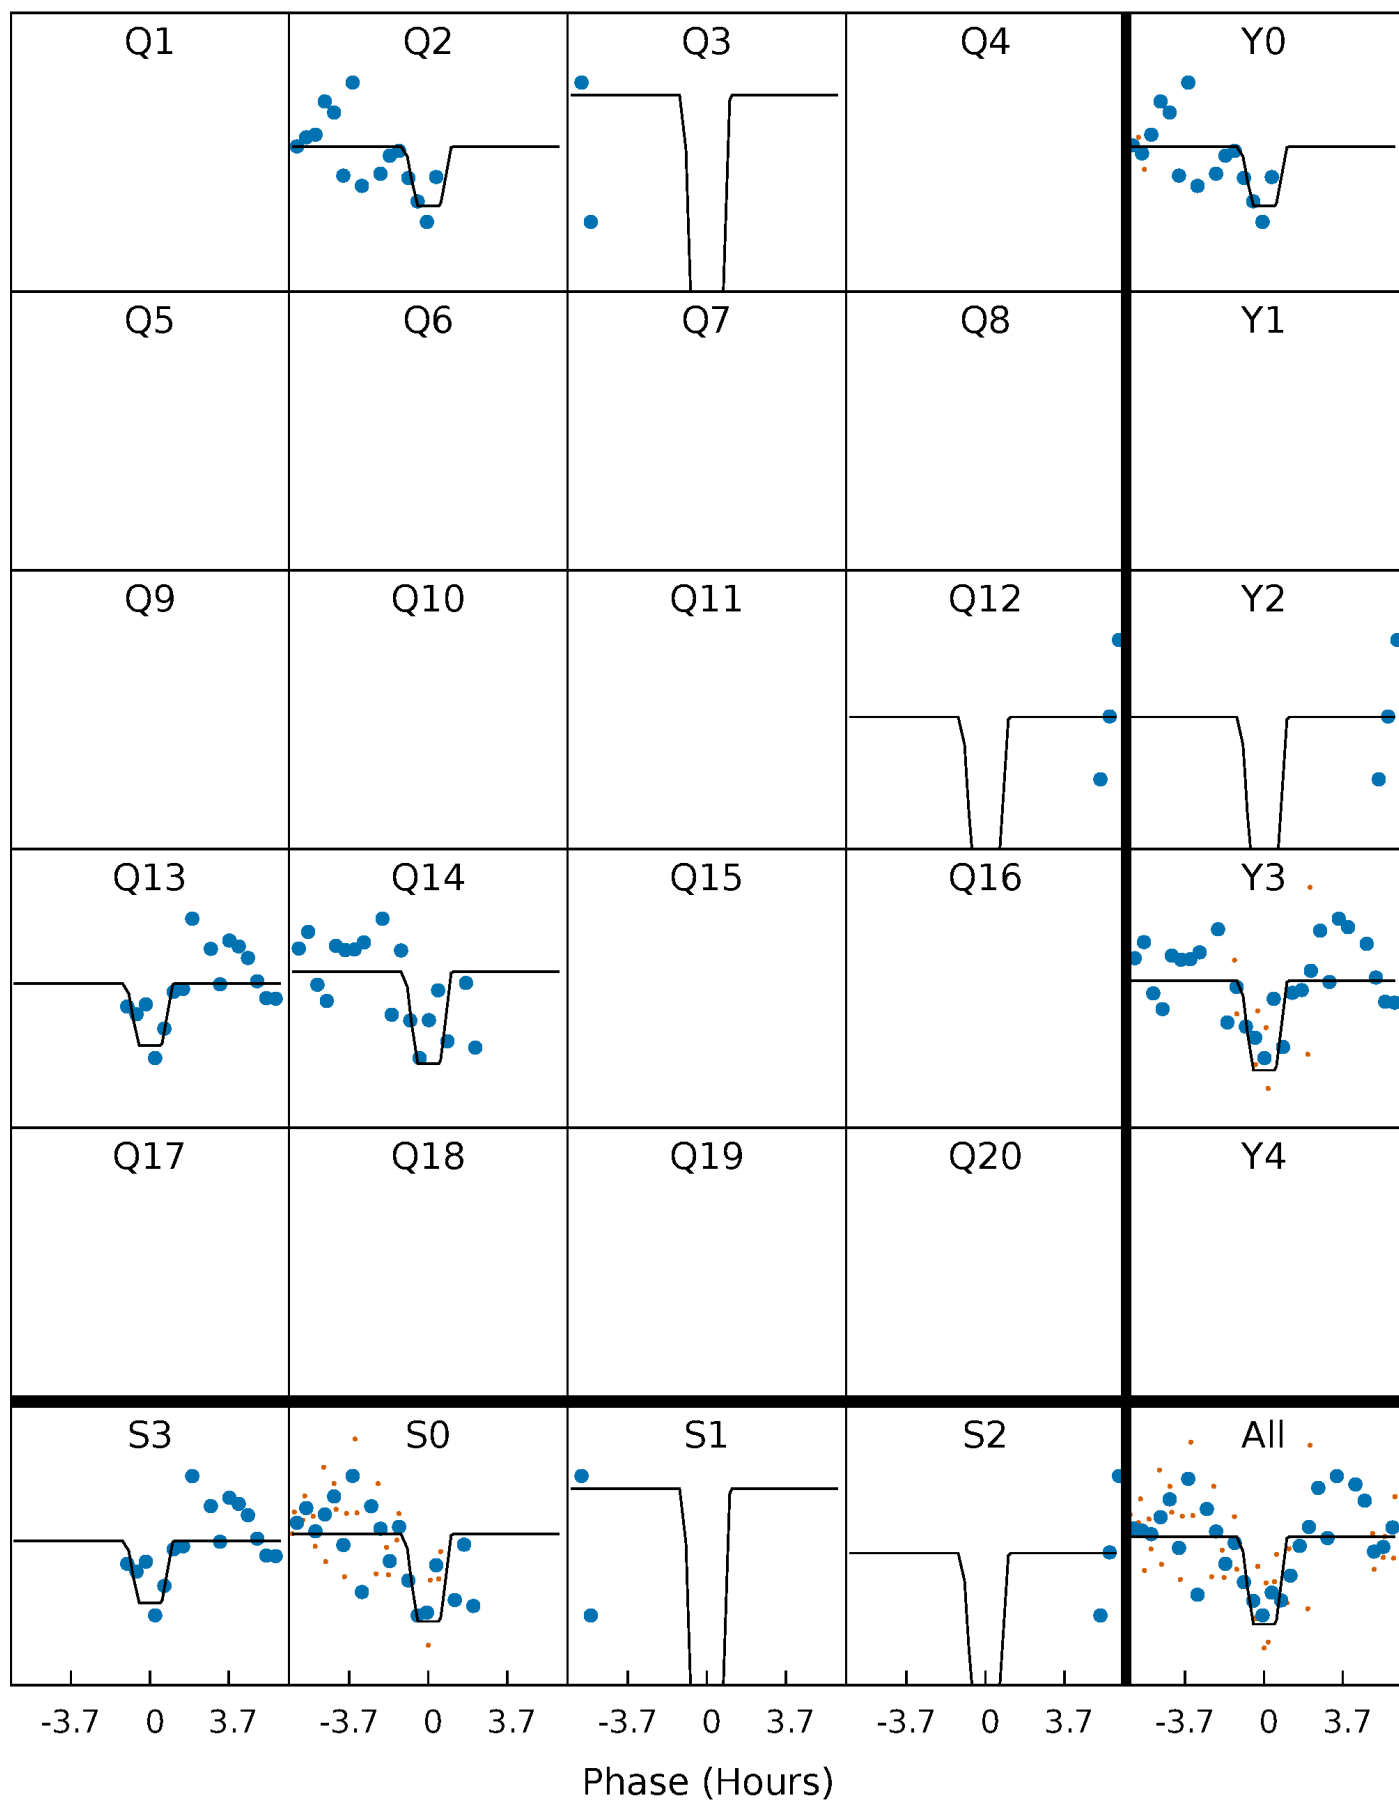 Q1 Q2 Q3 Q4 Y0
Q5 Q6 Q7 Q8 Y1
Q9 Q10 Q11 Q12 Y2
Q13 Q14 Q15 Q16 Y3
Q17 Q18 Q19 Q20 Y4
S3 S0 S1 S2 All
-3.7 0 3.7 -3.7 0 3.7 -3.7 0 3.7 -3.7 0 3.7 -3.7 0 3.7
Phase (Hours)